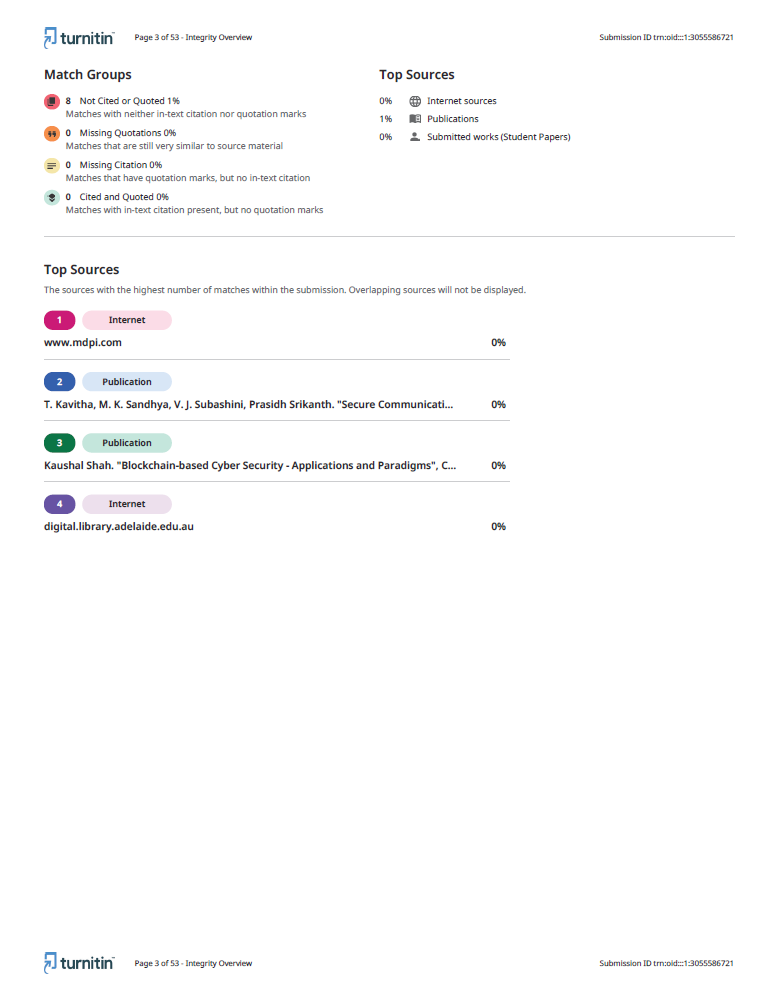 turnitin
Page 3 of 53 - Integrity Overview
Submission ID trn:oid:::1:3055586721
Match Groups
8 Not Cited or Quoted 1%
Matches with neither in-text citation nor quotation marks
0 Missing Quotations 0%
Matches that are still very similar to source material
0 Missing Citation 0%
Matches that have quotation marks, but no in-text citation
0 Cited and Quoted 0%
Matches with in-text citation present, but no quotation marks
Top Sources
0% Internet sources
1% Publications
0% Submitted works (Student Papers)
Top Sources
The sources with the highest number of matches within the submission. Overlapping sources will not be displayed.
1 Internet
www.mdpi.com 0%
2 Publication
T. Kavitha, M. K. Sandhya, V. J. Subashini, Prasidh Srikanth. "Secure Communicati... 0%
3 Publication
Kaushal Shah. "Blockchain-based Cyber Security - Applications and Paradigms", C... 0%
4 Internet
digital.library.adelaide.edu.au 0%
turnitin
Page 3 of 53 - Integrity Overview
Submission ID trn:oid:::1:3055586721